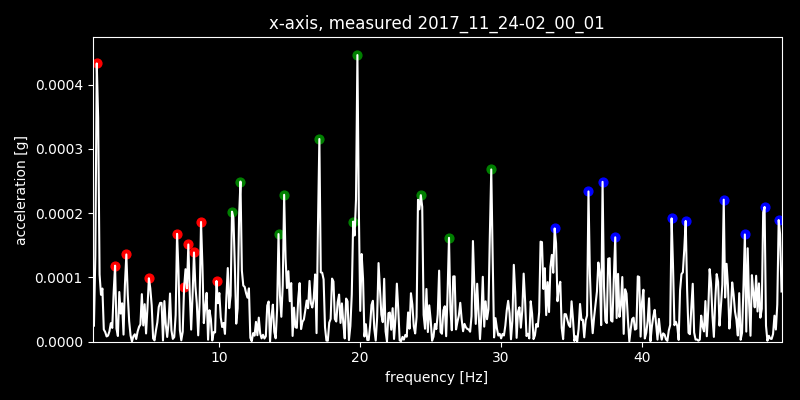 x-axis, measured 2017_11_24-02_00_01
acceleration [g]
0.0004
0.0003
0.0002
0.0001
0.0000
10 20 30 40
frequency [Hz]